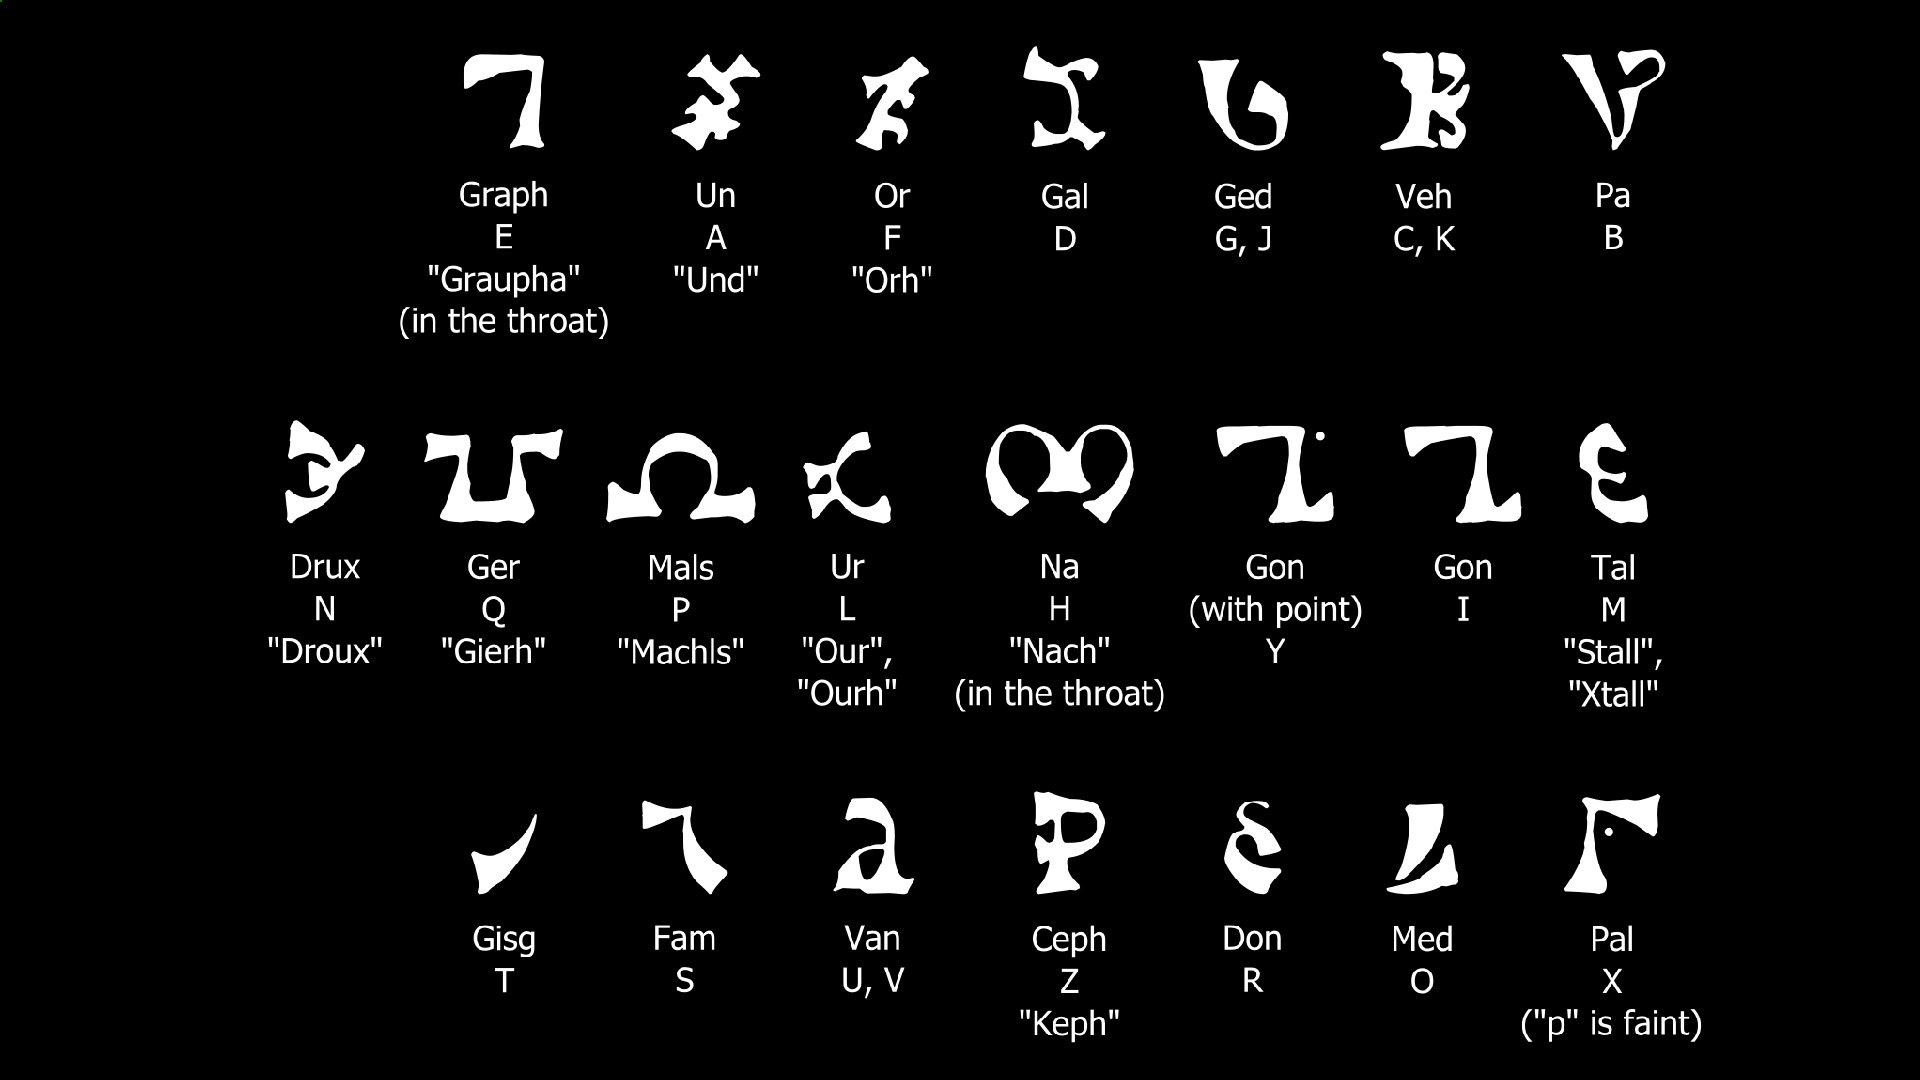 Graph Un Or Gal Ged Veh Pa
E A F D G, J C, K B
"Graupha" "Und" "Orh"
(in the throat)
Drux Ger Mals Ur Na Gon Gon Tal
N Q P L H (with point) I M
"Droux" "Gierh" "Machls" "Our", "Nach" Y "Stall",
"Ourh" (in the throat) "Xtall"
Gisg Fam Van Ceph Don Med Pal
T S U, V Z R O X
"Keph" ("p" is faint)